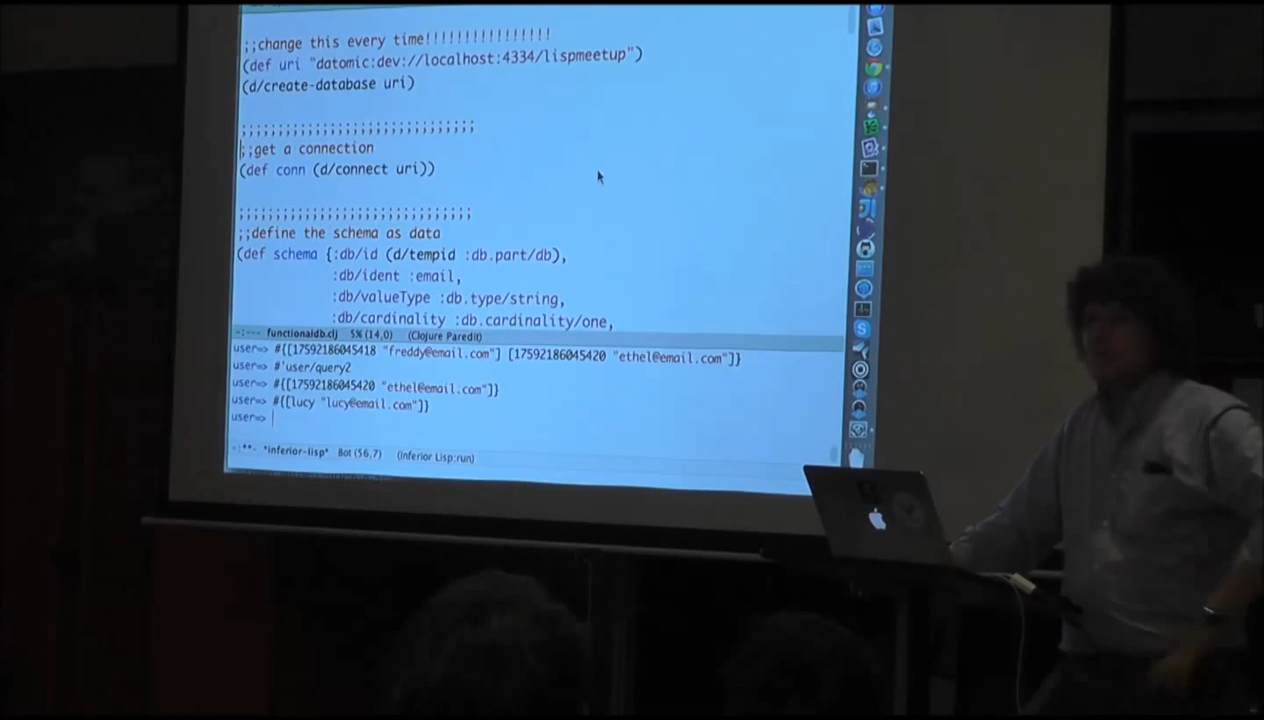 ;;change this every time!!!!!!!!!!!!!!!!
(def uri "datomic:dev://localhost:4334/lispmeetup")
(d/create-database uri)
;;;;;;;;;;;;;;;;;;;;;;;;;;;;;;
;;get a connection
(def conn (d/connect uri))
;;;;;;;;;;;;;;;;;;;;;;;;;;;;;;
;;define the schema as data
(def schema {:db/id (d/tempid :db.part/db),
:db/ident :email,
:db/valueType :db.type/string,
:db/cardinality :db.cardinality/one,
-:--- functionaldb.clj 5% (14,0) (Clojure Paredit)
user=> #{[17592186045418 "freddy@email.com"] [17592186045420 "ethel@email.com"]}
user=> #'user/query2
user=> #{[17592186045420 "ethel@email.com"]}
user=> #{[lucy "lucy@email.com"]}
user=>
-:**- *inferior-lisp* Bot (56,7) (Inferior Lisp:run)